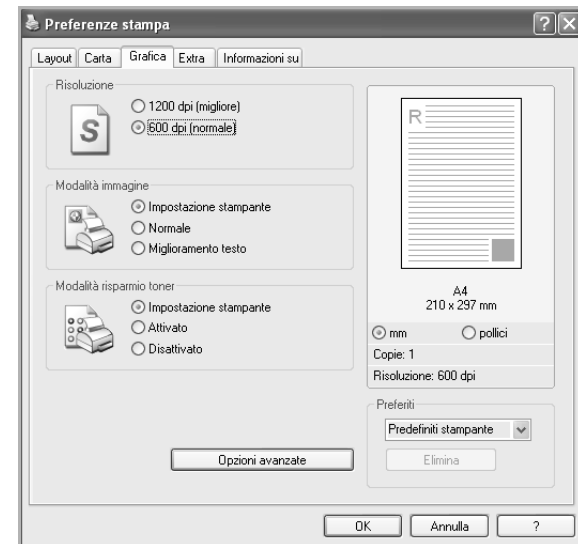 Preferenze stampa
Layout Carta Grafica Extra Informazioni su
Risoluzione
S
1200 dpi (migliore)
600 dpi (normale)
Modalità immagine
Impostazione stampante
Normale
Miglioramento testo
Modalità risparmio toner
Impostazione stampante
Attivato
Disattivato
Opzioni avanzate
R
A4
210 x 297 mm
mm pollici
Copie: 1
Risoluzione: 600 dpi
Preferiti
Predefiniti stampante
Elimina
OK Annulla ?